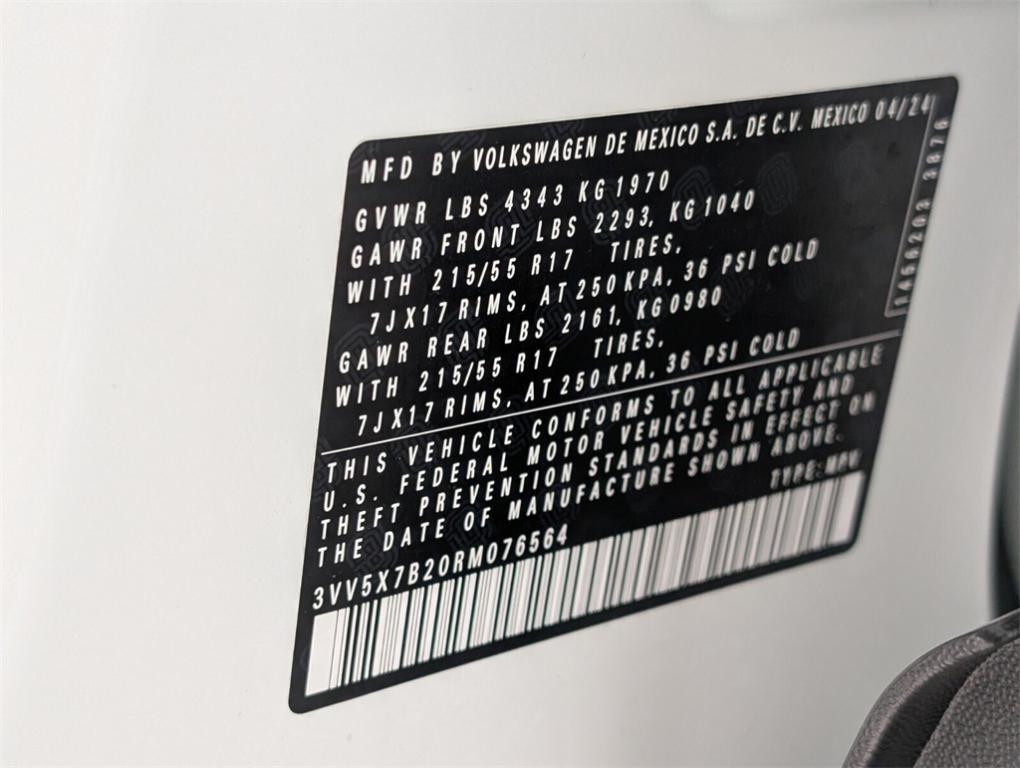 MFD BY VOLKSWAGEN DE MEXICO S.A. DE C.V. MEXICO 04/24
GVWR LBS 4343 KG 1970
GAWR FRONT LBS 2293, KG 1040
WITH 215/55 R17 TIRES,
7JX17 RIMS, AT 250 KPA, 36 PSI COLD
GAWR REAR LBS 2161, KG 0980
WITH 215/55 R17 TIRES,
7JX17 RIMS, AT 250 KPA, 36 PSI COLD
1456203 3876
THIS VEHICLE CONFORMS TO ALL APPLICABLE
U.S. FEDERAL MOTOR VEHICLE SAFETY AND
THEFT PREVENTION STANDARDS IN EFFECT ON
THE DATE OF MANUFACTURE SHOWN ABOVE.
TYPE: MPV
3VV5X7B20RM076564